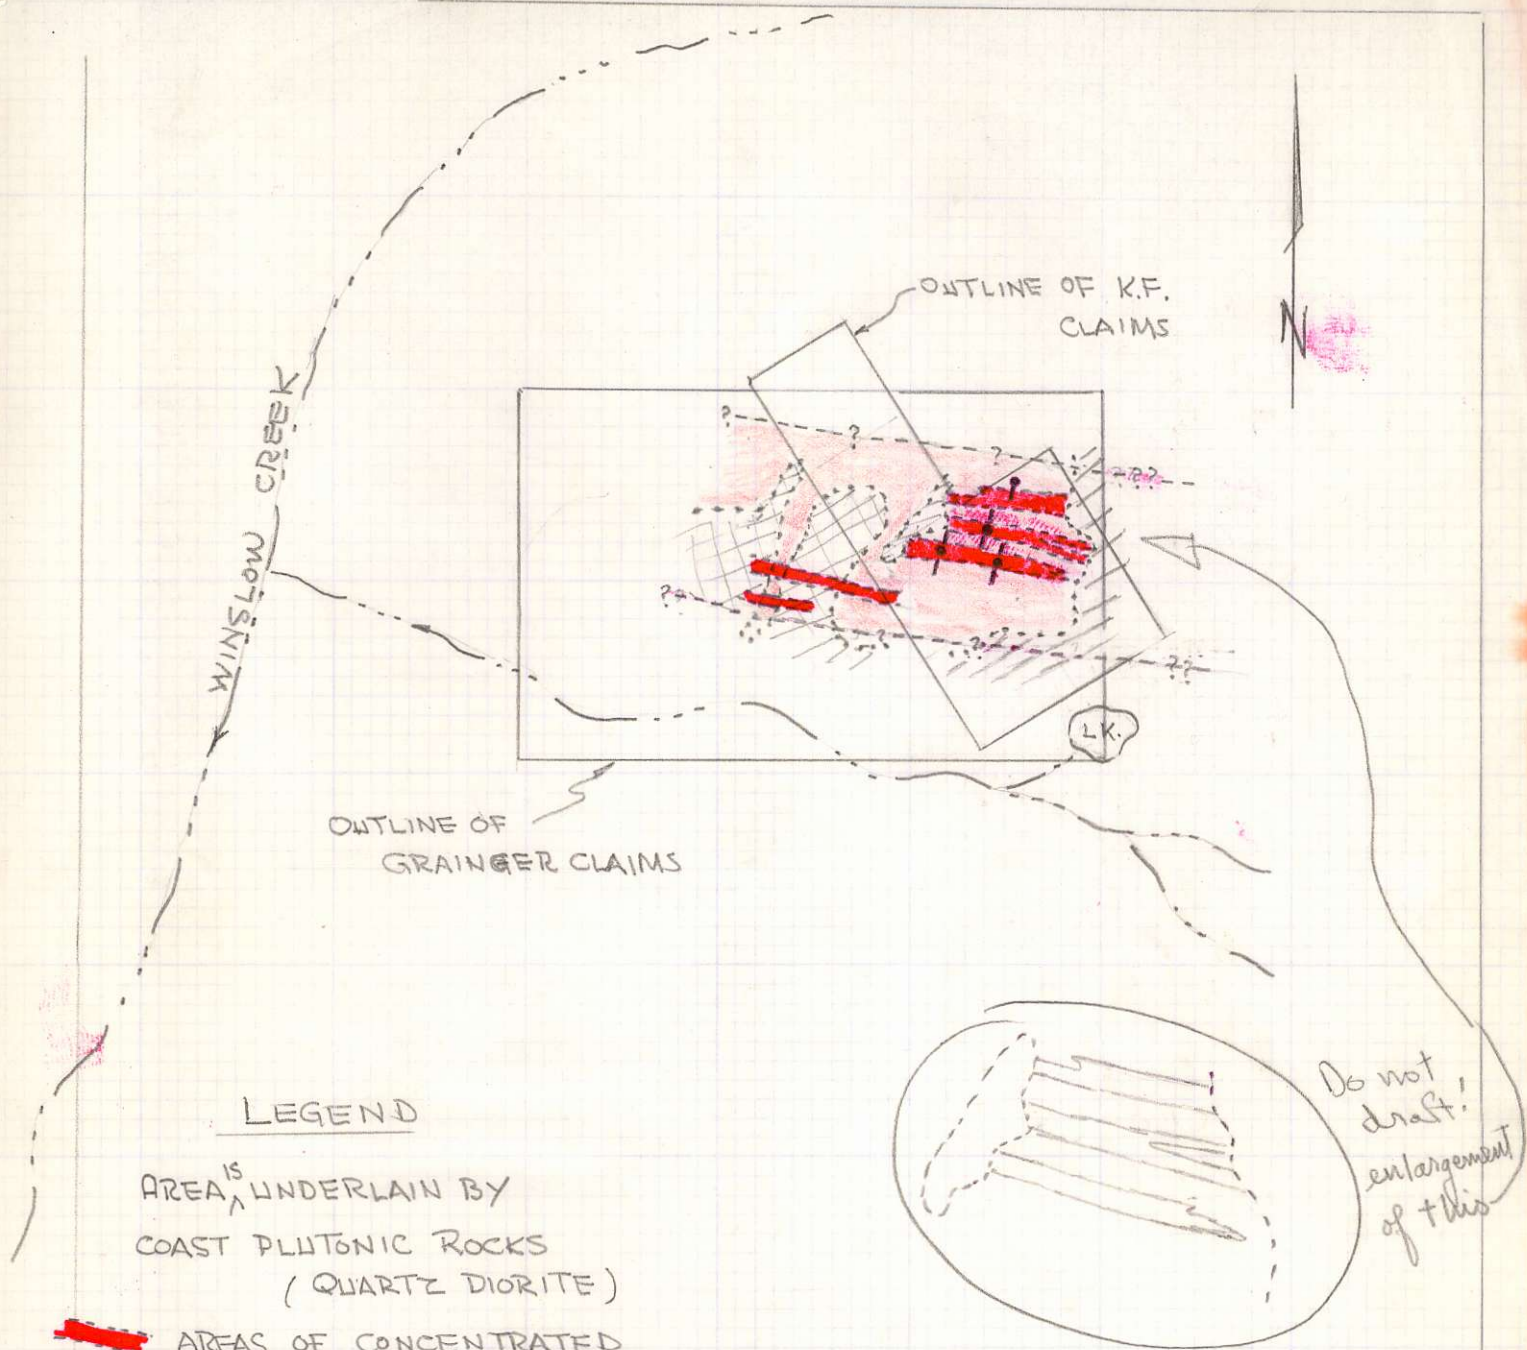 OUTLINE OF K.F.
CLAIMS
N
WINSLOW CREEK
?
?
?
???
??
?
?
?
??
LK.
OUTLINE OF
GRAINGER CLAIMS
Do not
draft!
enlargement
of this
LEGEND
AREA IS UNDERLAIN BY
COAST PLUTONIC ROCKS
(QUARTZ DIORITE)
AREAS OF CONCENTRATED